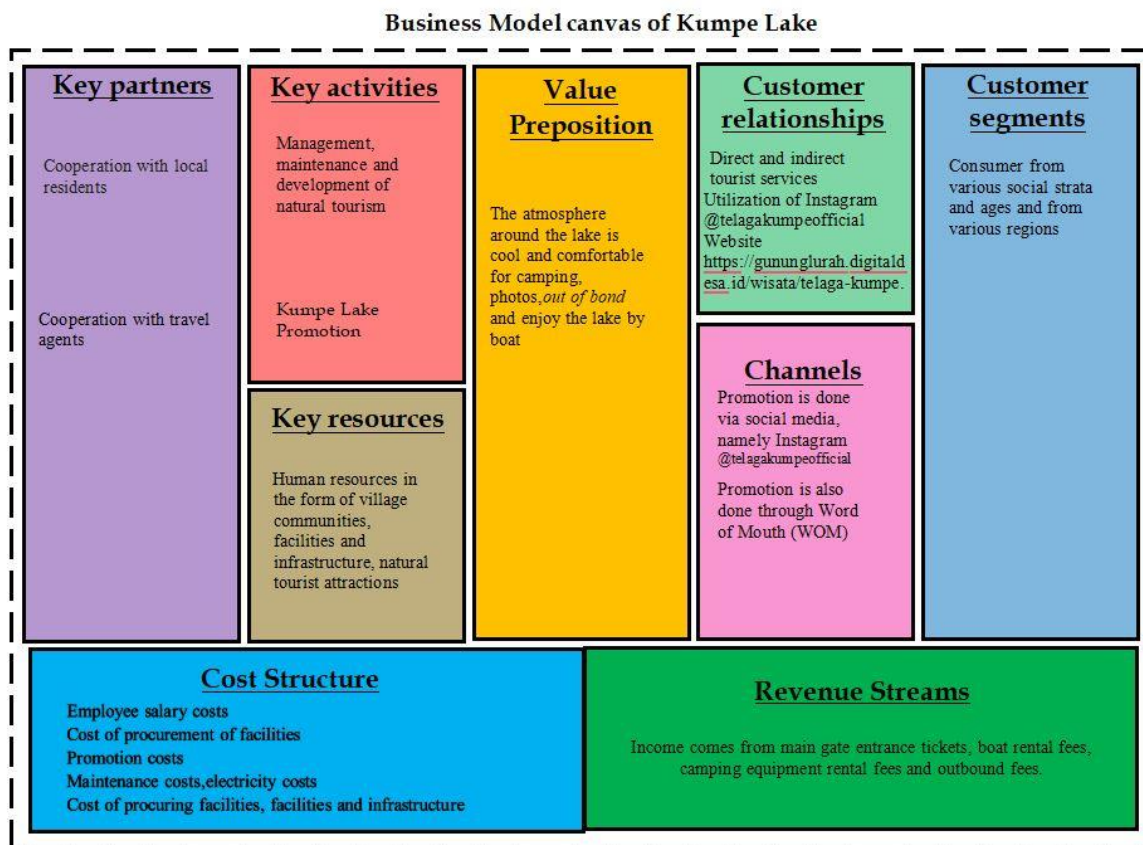 Business Model canvas of Kumpe Lake
Key partners
Cooperation with local
residents
Cooperation with travel
agents
Key activities
Management,
maintenance and
development of
natural tourism
Kumpe Lake
Promotion
Key resources
Human resources in
the form of village
communities,
facilities and
infrastructure, natural
tourist attractions
Value
Preposition
The atmosphere
around the lake is
cool and comfortable
for camping,
photos,out of bond
and enjoy the lake by
boat
Customer
relationships
Direct and indirect
tourist services
Utilization of Instagram
@telagakumpeofficial
Website
https://gununglurah.digitald
esa.id/wisata/telaga-kumpe.
Channels
Promotion is done
via social media,
namely Instagram
@telagakumpeofficial
Promotion is also
done through Word
of Mouth (WOM)
Customer
segments
Consumer from
various social strata
and ages and from
various regions
Cost Structure
Employee salary costs
Cost of procurement of facilities
Promotion costs
Maintenance costs,electricity costs
Cost of procuring facilities, facilities and infrastructure
Revenue Streams
Income comes from main gate entrance tickets, boat rental fees,
camping equipment rental fees and outbound fees.